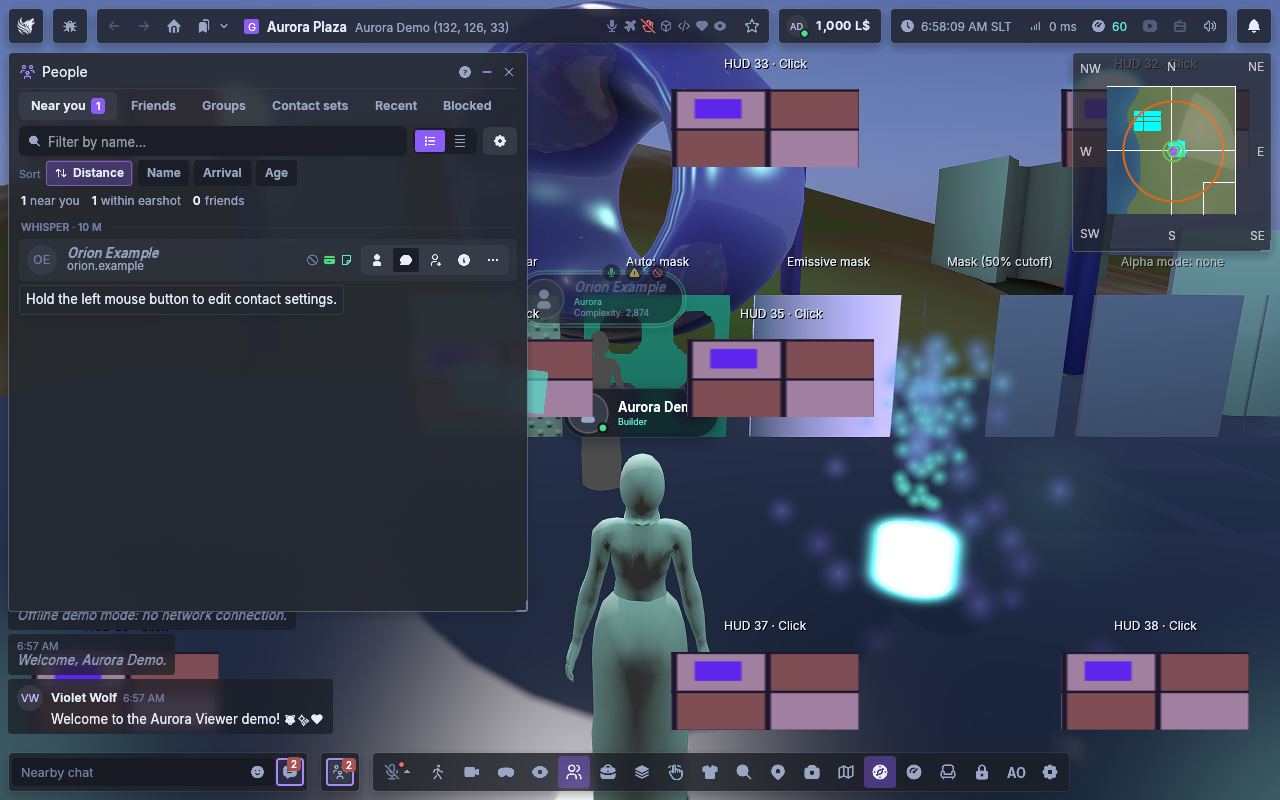 Aurora Plaza Aurora Demo (132, 126, 33)
AD 1,000 L$
6:58:09 AM SLT 0 ms 60
People
Near you 1 Friends Groups Contact sets Recent Blocked
Filter by name...
Sort Distance Name Arrival Age
1 near you 1 within earshot 0 friends
WHISPER · 10 M
OE Orion Example
orion.example
Hold the left mouse button to edit contact settings.
HUD 33 · Click
HUD 32 · Click
NW N NE
W E
SW S SE
Auto: mask
Emissive mask
Mask (50% cutoff)
Alpha mode: none
Orion Example
Aurora
Complexity: 2,874
HUD 35 · Click
Aurora Dem
Builder
HUD 37 · Click
HUD 38 · Click
Offline demo mode: no network connection.
6:57 AM
Welcome, Aurora Demo.
VW Violet Wolf 6:57 AM
Welcome to the Aurora Viewer demo!
Nearby chat
2
2
AO